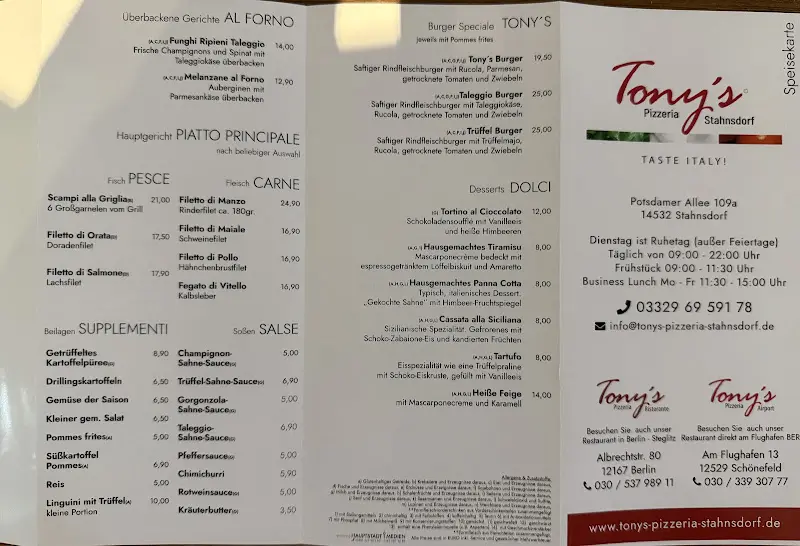 Überbackene Gerichte AL FORNO
(A,C,F,G,L) Funghi Ripieni Taleggio 14,00
Frische Champignons und Spinat mit
Taleggiokäse überbacken
Melanzane al Forno 12,90
Auberginen mit
Parmesankäse überbacken
Hauptgericht PIATTO PRINCIPALE
nach beliebiger Auswahl
Fisch PESCE
Scampi alla Griglia(B) 21,00
6 Großgarnelen vom Grill
Filetto di Orata(D) 17,50
Doradenfilet
Filetto di Salmone(D) 17,90
Lachsfilet
Fleisch CARNE
Filetto di Manzo 24,90
Rinderfilet ca. 180gr.
Filetto di Maiale 16,90
Schweinefilet
Filetto di Pollo 16,90
Hähnchenbrustfilet
Fegato di Vitello 16,90
Kalbsleber
Beilagen SUPPLEMENTI
Getrüffeltes 8,90
Kartoffelpüree(G)
Drillingskartoffeln 6,50
Gemüse der Saison 6,50
Kleiner gem. Salat 6,50
Pommes frites(A) 5,00
Süßkartoffel
Pommes(A) 6,90
Reis 5,00
Linguini mit Trüffel(A) 10,00
kleine Portion
Soßen SALSE
Champignon- 5,00
Sahne-Sauce(G)
Trüffel-Sahne-Sauce(G) 6,90
Gorgonzola- 5,00
Sahne-Sauce(G)
Taleggio- 6,90
Sahne-Sauce(G)
Pfeffersauce(G) 5,00
Chimichurri 5,90
Rotweinsauce(G) 5,00
Kräuterbutter(G) 3,50
Burger Speciale TONY´S
jeweils mit Pommes frites
Tony´s Burger 19,50
Saftiger Rindfleischburger mit Rucola, Parmesan,
getrocknete Tomaten und Zwiebeln
Taleggio Burger 25,00
Saftiger Rindfleischburger mit Taleggiokäse,
Rucola, getrocknete Tomaten und Zwiebeln
Trüffel Burger 25,00
Saftiger Rindfleischburger mit Trüffelmajo,
Rucola, getrocknete Tomaten und Zwiebeln
Desserts DOLCI
(G) Tortino al Cioccolato 12,00
Schokoladensoufflé mit Vanilleeis
und heiße Himbeeren
(A,G,) Hausgemachtes Tiramisu 8,00
Mascarponecrème bedeckt mit
espressogetränktem Löffelbiskuit und Amaretto
(A,H,G,) Hausgemachtes Panna Cotta 8,00
Typisch, italienisches Dessert.
„Gekochte Sahne“ mit Himbeer-Fruchtspiegel
(A,H,G,) Cassata alla Siciliana 8,00
Sizilianische Spezialität. Gefrorenes mit
Schoko-Zabaione-Eis und kandierten Früchten
(A,H,G,) Tartufo 8,00
Eisspezialität wie eine Trüffelpraline
mit Schoko-Eiskruste, gefüllt mit Vanilleeis
(A,H,G,) Heiße Feige 14,00
mit Mascarponecreme und Karamell
Allergene & Zusatzstoffe
HAUPTSTADT MEDIEN
Speisekarte
Tony's
Pizzeria Stahnsdorf
TASTE ITALY!
Potsdamer Allee 109a
14532 Stahnsdorf
Dienstag ist Ruhetag (außer Feiertage)
Täglich von 09:00 - 22:00 Uhr
Frühstück 09:00 - 11:30 Uhr
Business Lunch Mo - Fr 11:30 - 15:00 Uhr
03329 69 591 78
info@tonys-pizzeria-stahnsdorf.de
Tony's
Pizzeria Ristorante
Besuchen Sie auch unser
Restaurant in Berlin - Steglitz
Albrechtstr. 80
12167 Berlin
030 / 537 989 11
Tony's
Pizzeria Airport
Besuchen Sie auch unser
Restaurant direkt am Flughafen BER
Am Flughafen 13
12529 Schönefeld
030 / 339 307 77
www.tonys-pizzeria-stahnsdorf.de